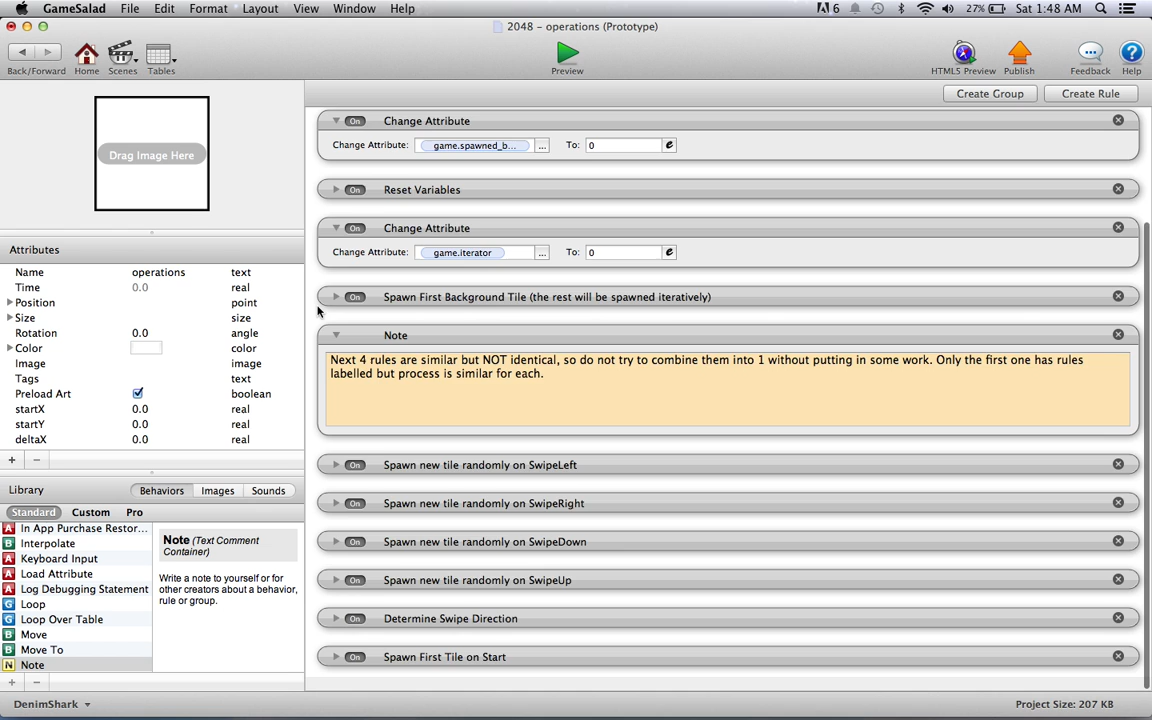 GameSalad File Edit Format Layout View Window Help 6 27% Sat 1:48 AM
2048 – operations (Prototype)
Back/Forward Home Scenes Tables Preview HTML5 Preview Publish Feedback Help
Create Group Create Rule
Drag Image Here
Attributes
Name operations text
Time 0.0 real
Position point
Size size
Rotation 0.0 angle
Color color
Image image
Tags text
Preload Art boolean
startX 0.0 real
startY 0.0 real
deltaX 0.0 real
+ −
Library Behaviors Images Sounds
Standard Custom Pro
A In App Purchase Restor...
B Interpolate
A Keyboard Input
A Load Attribute
A Log Debugging Statement
G Loop
G Loop Over Table
B Move
B Move To
N Note
Note (Text Comment
Container)
Write a note to yourself or for
other creators about a behavior,
rule or group.
+ −
On Change Attribute
Change Attribute: game.spawned_b... ... To: 0 e
On Reset Variables
On Change Attribute
Change Attribute: game.iterator ... To: 0 e
On Spawn First Background Tile (the rest will be spawned iteratively)
Note
Next 4 rules are similar but NOT identical, so do not try to combine them into 1 without putting in some work. Only the first one has rules
labelled but process is similar for each.
On Spawn new tile randomly on SwipeLeft
On Spawn new tile randomly on SwipeRight
On Spawn new tile randomly on SwipeDown
On Spawn new tile randomly on SwipeUp
On Determine Swipe Direction
On Spawn First Tile on Start
DenimShark Project Size: 207 KB